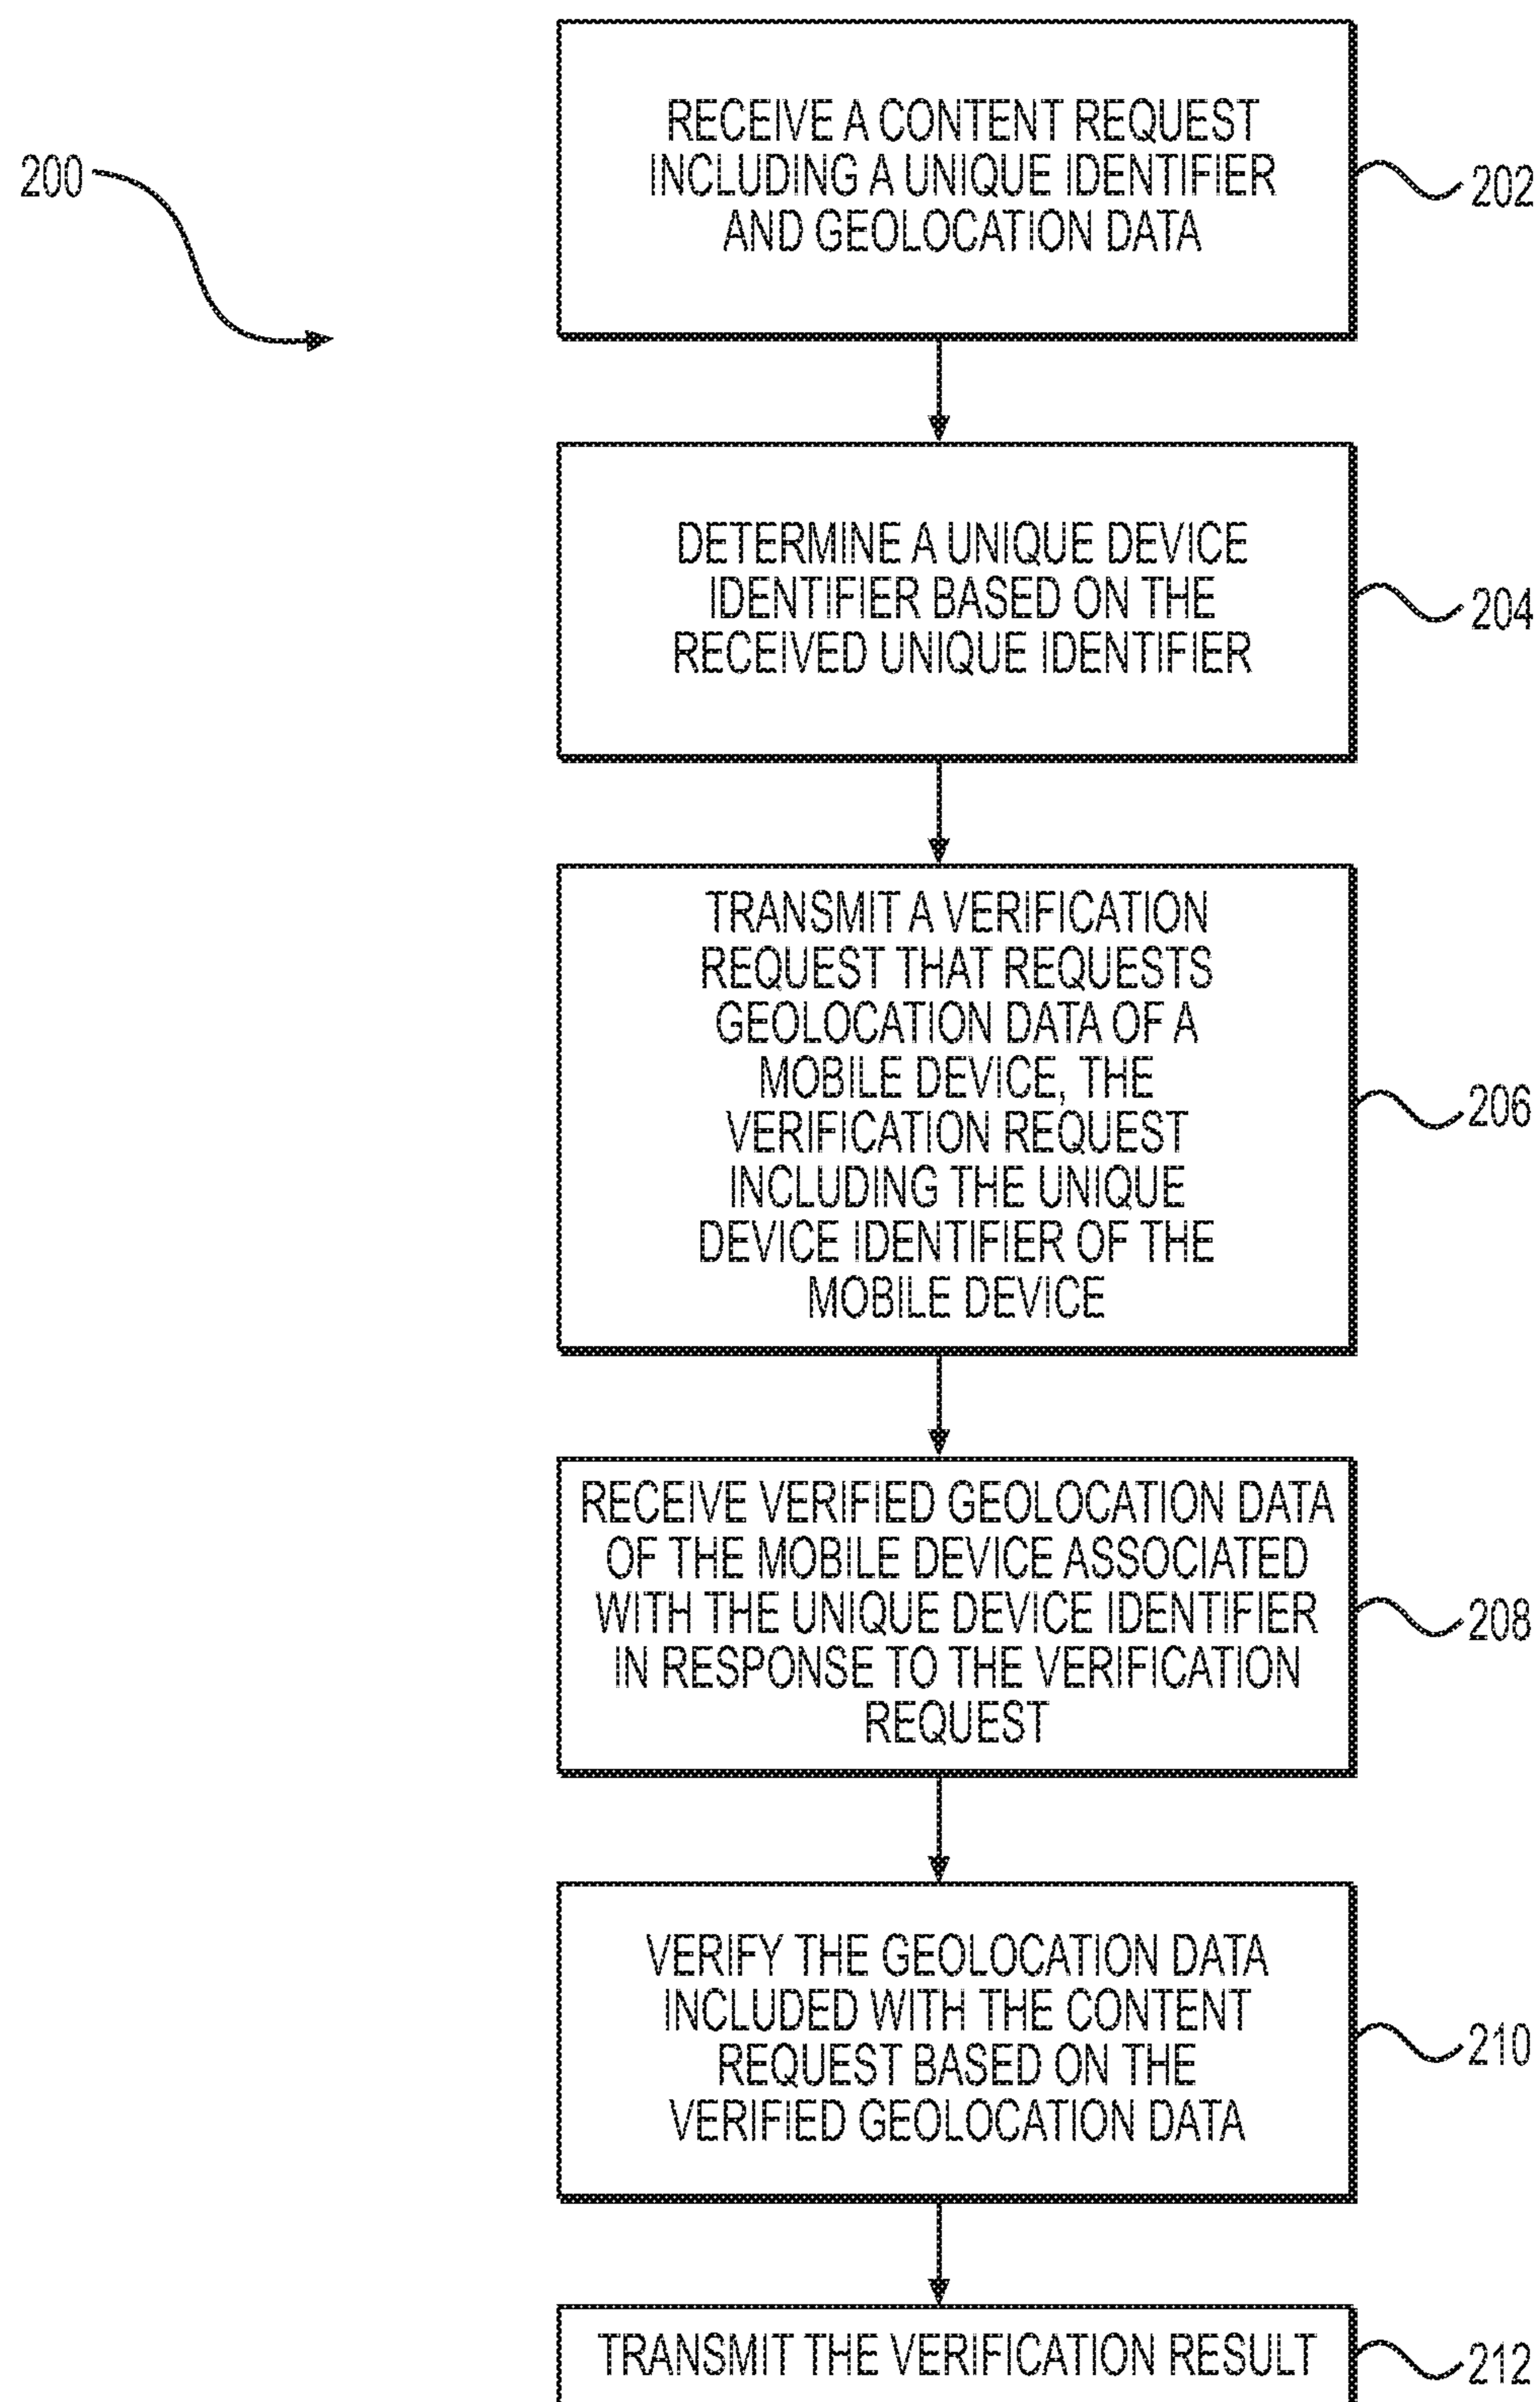 200
RECEIVE A CONTENT REQUEST
INCLUDING A UNIQUE IDENTIFIER
AND GEOLOCATION DATA
202
DETERMINE A UNIQUE DEVICE
IDENTIFIER BASED ON THE
RECEIVED UNIQUE IDENTIFIER
204
TRANSMIT A VERIFICATION
REQUEST THAT REQUESTS
GEOLOCATION DATA OF A
MOBILE DEVICE, THE
VERIFICATION REQUEST
INCLUDING THE UNIQUE
DEVICE IDENTIFIER OF THE
MOBILE DEVICE
206
RECEIVE VERIFIED GEOLOCATION DATA
OF THE MOBILE DEVICE ASSOCIATED
WITH THE UNIQUE DEVICE IDENTIFIER
IN RESPONSE TO THE VERIFICATION
REQUEST
208
VERIFY THE GEOLOCATION DATA
INCLUDED WITH THE CONTENT
REQUEST BASED ON THE
VERIFIED GEOLOCATION DATA
210
TRANSMIT THE VERIFICATION RESULT
212